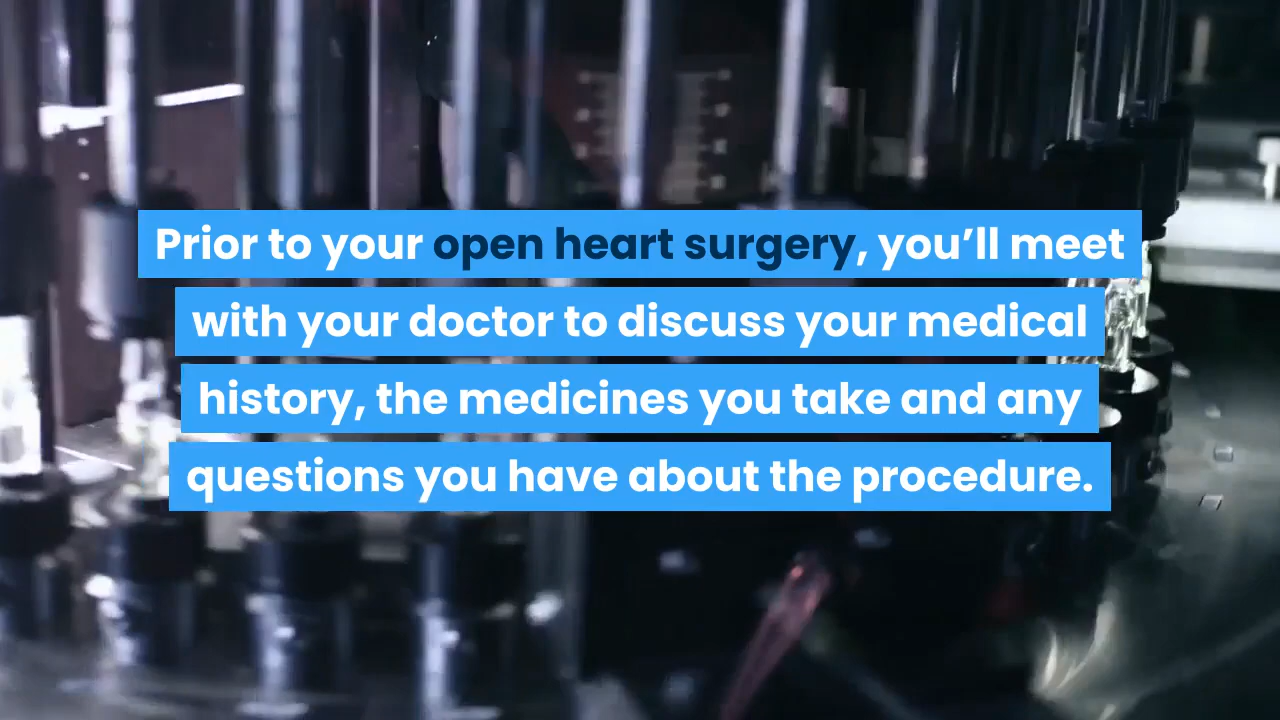 Prior to your open heart surgery, you’ll meet
with your doctor to discuss your medical
history, the medicines you take and any
questions you have about the procedure.